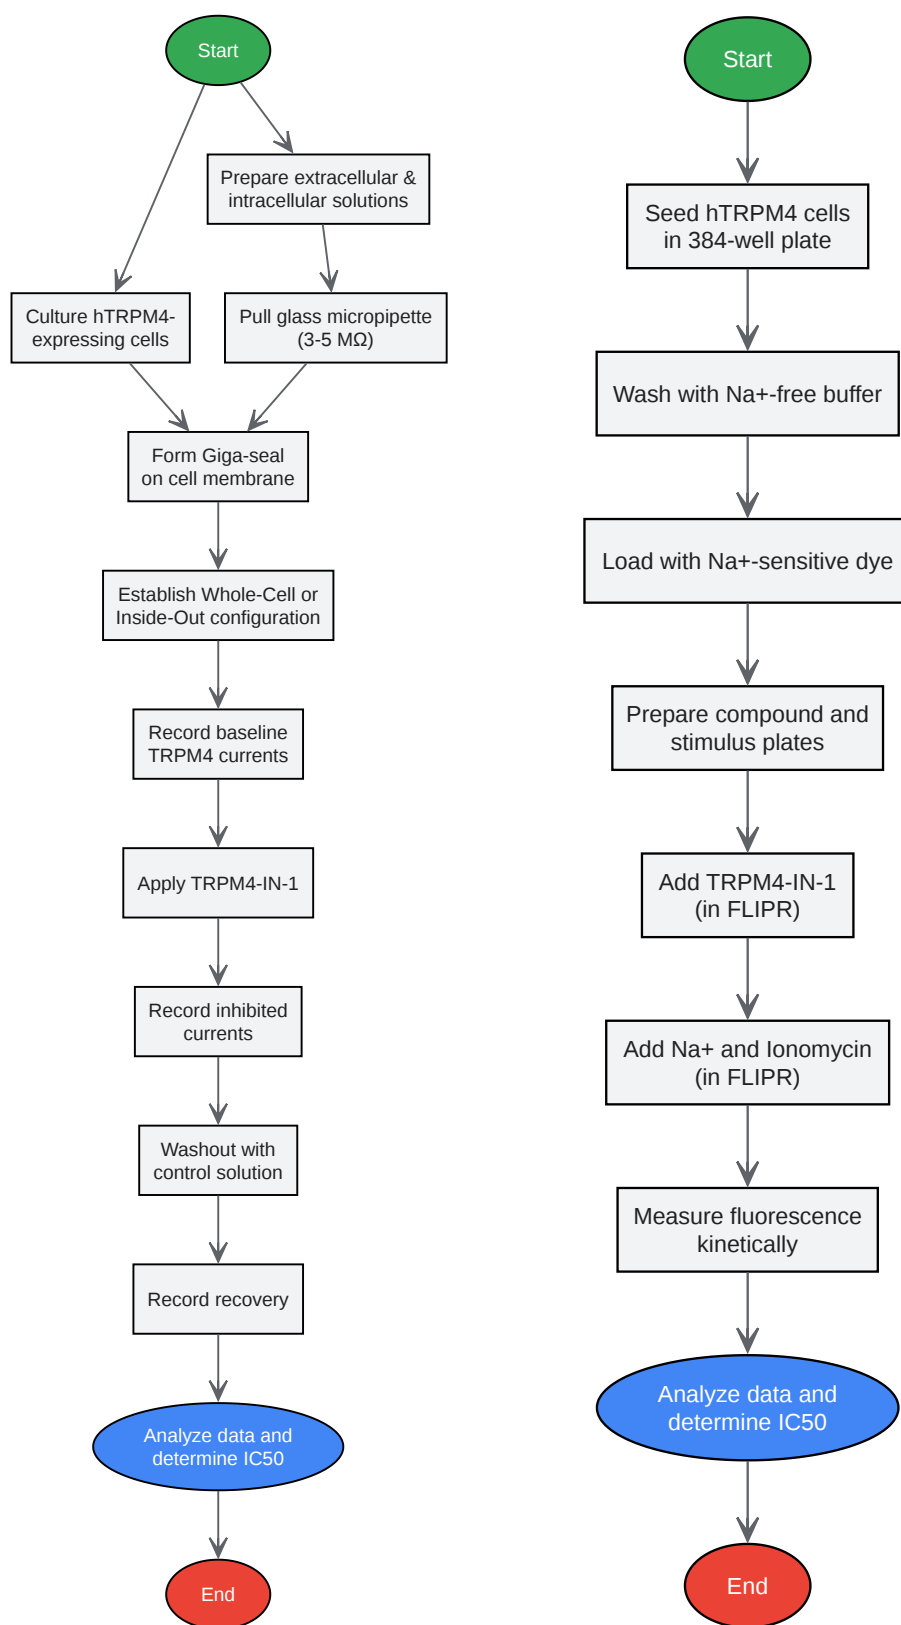 Start
Prepare extracellular &
intracellular solutions
Culture hTRPM4-
expressing cells
Pull glass micropipette
(3-5 MΩ)
Form Giga-seal
on cell membrane
Establish Whole-Cell or
Inside-Out configuration
Record baseline
TRPM4 currents
Apply TRPM4-IN-1
Record inhibited
currents
Washout with
control solution
Record recovery
Analyze data and
determine IC50
End
Start
Seed hTRPM4 cells
in 384-well plate
Wash with Na+-free buffer
Load with Na+-sensitive dye
Prepare compound and
stimulus plates
Add TRPM4-IN-1
(in FLIPR)
Add Na+ and Ionomycin
(in FLIPR)
Measure fluorescence
kinetically
Analyze data and
determine IC50
End